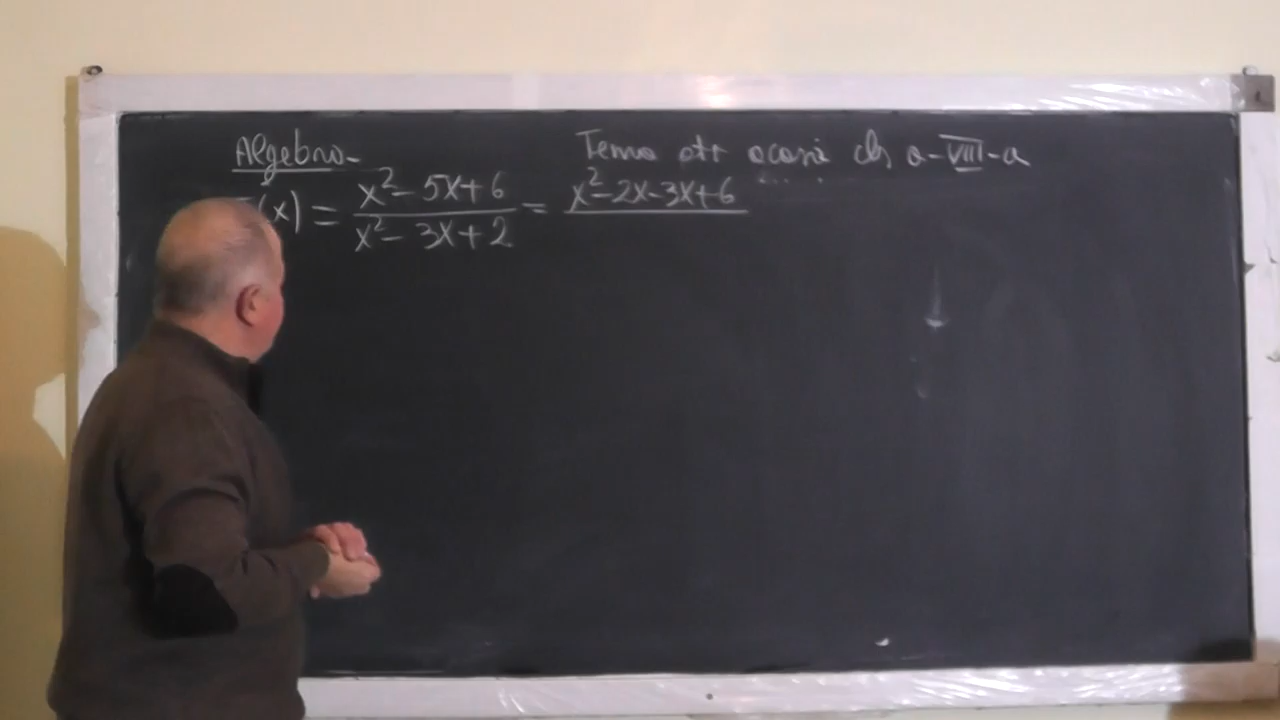 Algebra
Tema cls a-VIII-a
(x) = x²-5x+6 / x²-3x+2 = x²-2x-3x+6